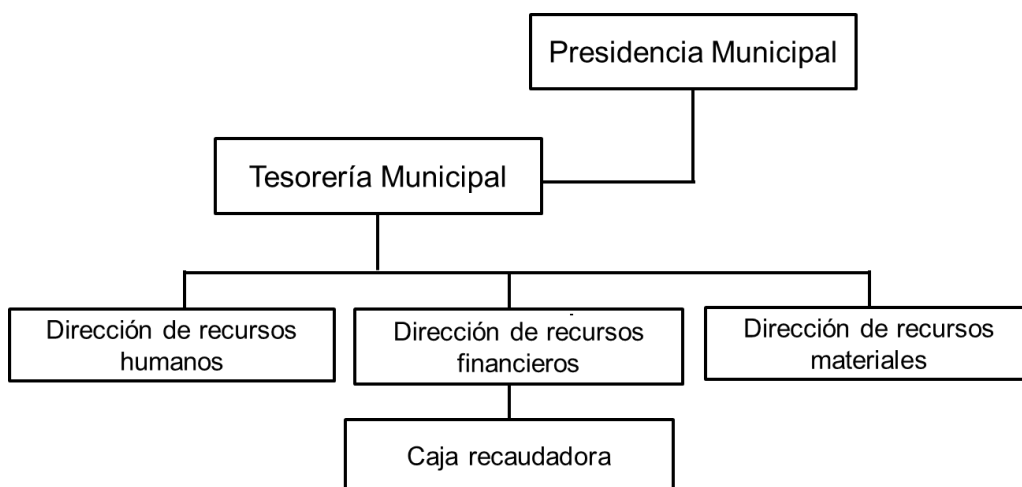 Presidencia Municipal
Tesorería Municipal
Dirección de recursos
humanos
Dirección de recursos
financieros
Dirección de recursos
materiales
Caja recaudadora